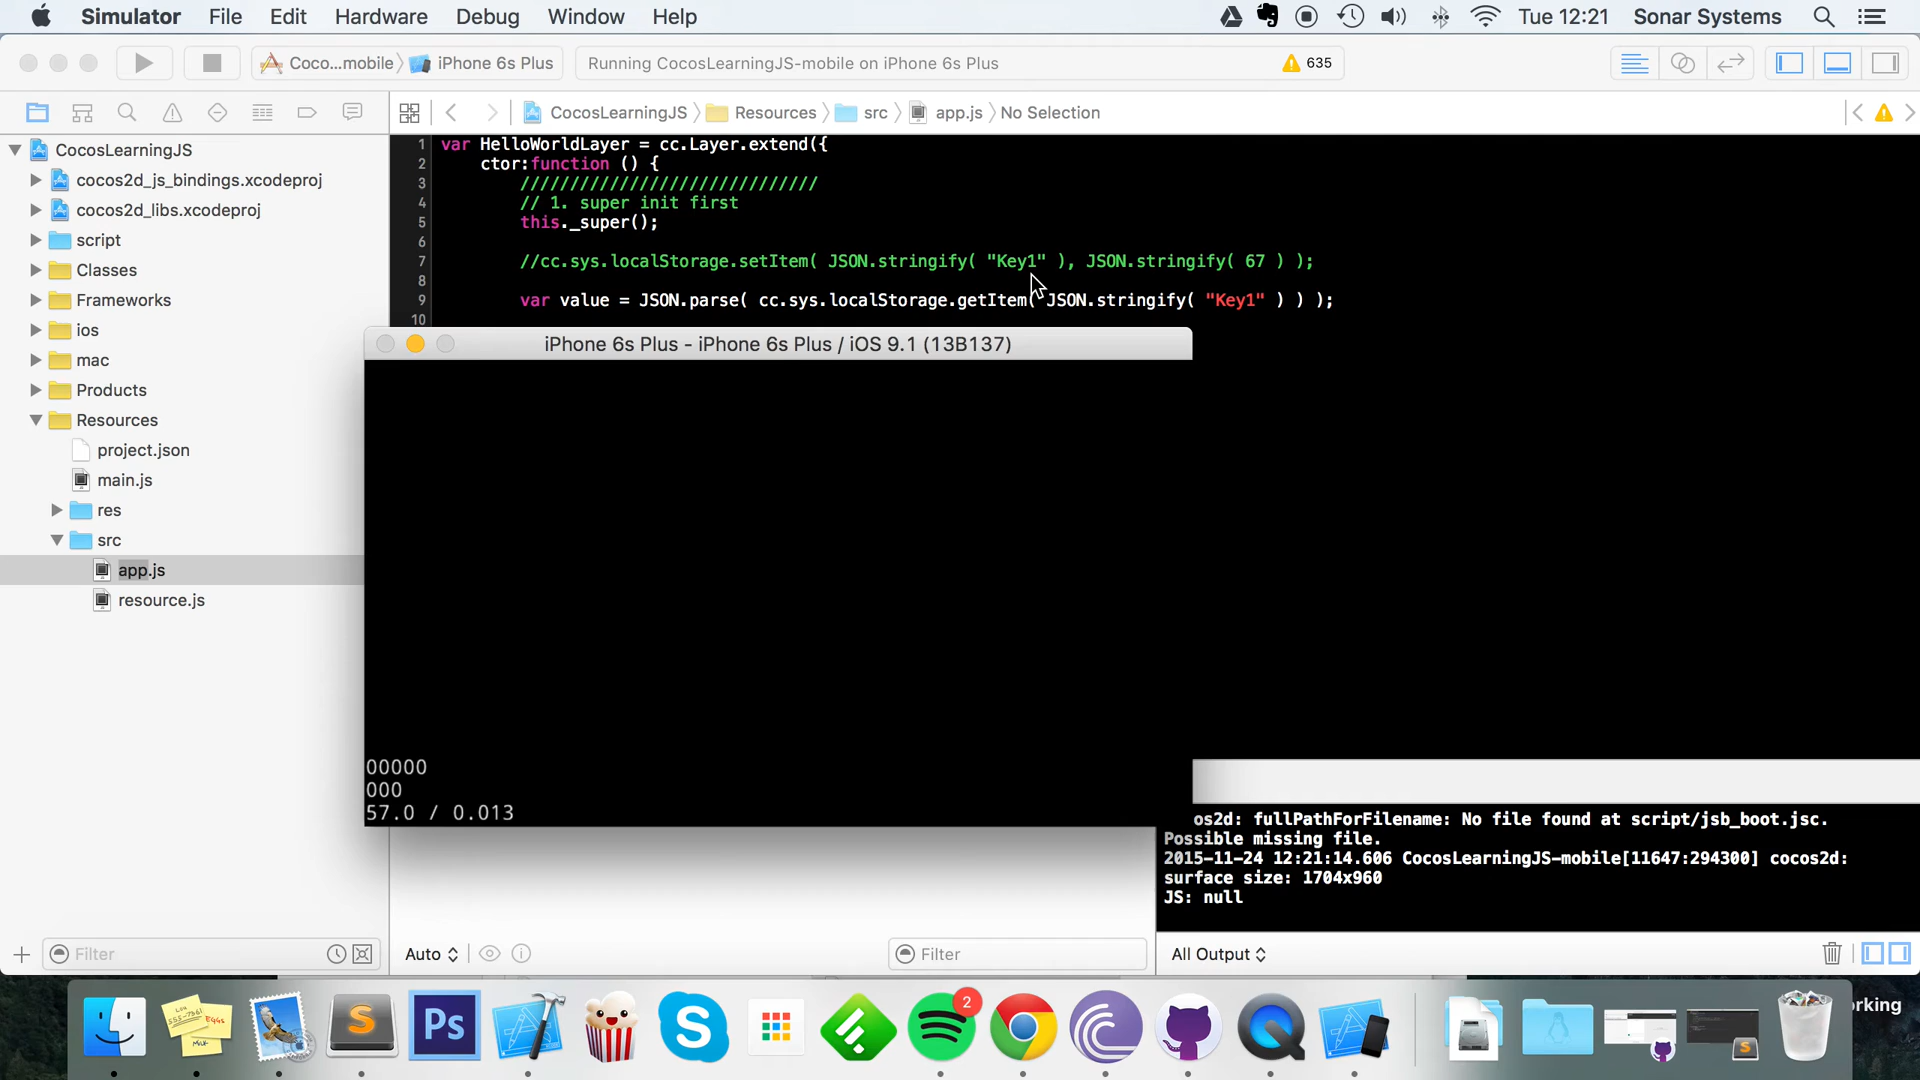 Simulator File Edit Hardware Debug Window Help Tue 12:21 Sonar Systems
Coco...mobile iPhone 6s Plus Running CocosLearningJS-mobile on iPhone 6s Plus 635
CocosLearningJS Resources src app.js No Selection
CocosLearningJS
cocos2d_js_bindings.xcodeproj
cocos2d_libs.xcodeproj
script
Classes
Frameworks
ios
mac
Products
Resources
project.json
main.js
res
src
app.js
resource.js
1 var HelloWorldLayer = cc.Layer.extend({
2 ctor:function () {
3 //////////////////////////////
4 // 1. super init first
5 this._super();
6
7 //cc.sys.localStorage.setItem( JSON.stringify( "Key1" ), JSON.stringify( 67 ) );
8
9 var value = JSON.parse( cc.sys.localStorage.getItem( JSON.stringify( "Key1" ) ) );
10
iPhone 6s Plus - iPhone 6s Plus / iOS 9.1 (13B137)
00000
000
57.0 / 0.013
os2d: fullPathForFilename: No file found at script/jsb_boot.jsc.
Possible missing file.
2015-11-24 12:21:14.606 CocosLearningJS-mobile[11647:294300] cocos2d:
surface size: 1704x960
JS: null
Filter Auto Filter All Output
LEH
555-7361
EGGS
MILK
Ps
2
rking